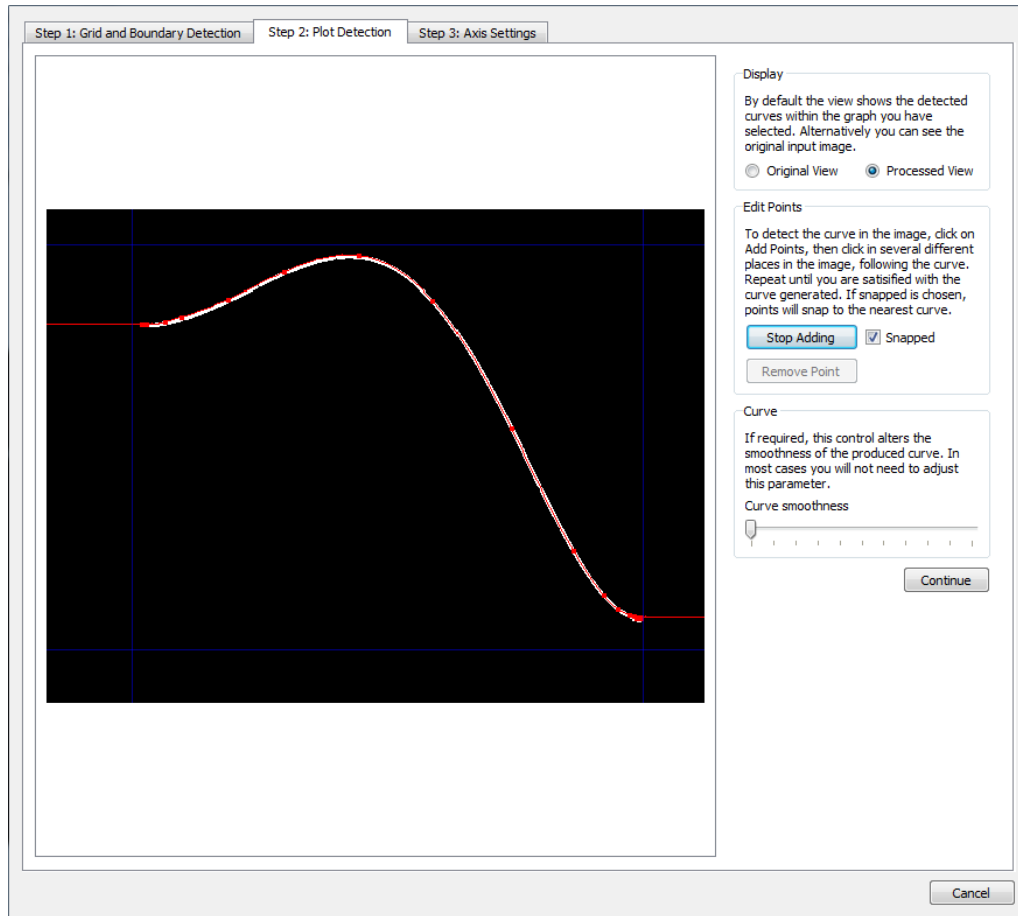 Step 1: Grid and Boundary Detection
Step 2: Plot Detection
Step 3: Axis Settings
Display
By default the view shows the detected
curves within the graph you have
selected. Alternatively you can see the
original input image.
Original View
Processed View
Edit Points
To detect the curve in the image, click on
Add Points, then click in several different
places in the image, following the curve.
Repeat until you are satisified with the
curve generated. If snapped is chosen,
points will snap to the nearest curve.
Stop Adding
Snapped
Remove Point
Curve
If required, this control alters the
smoothness of the produced curve. In
most cases you will not need to adjust
this parameter.
Curve smoothness
Continue
Cancel